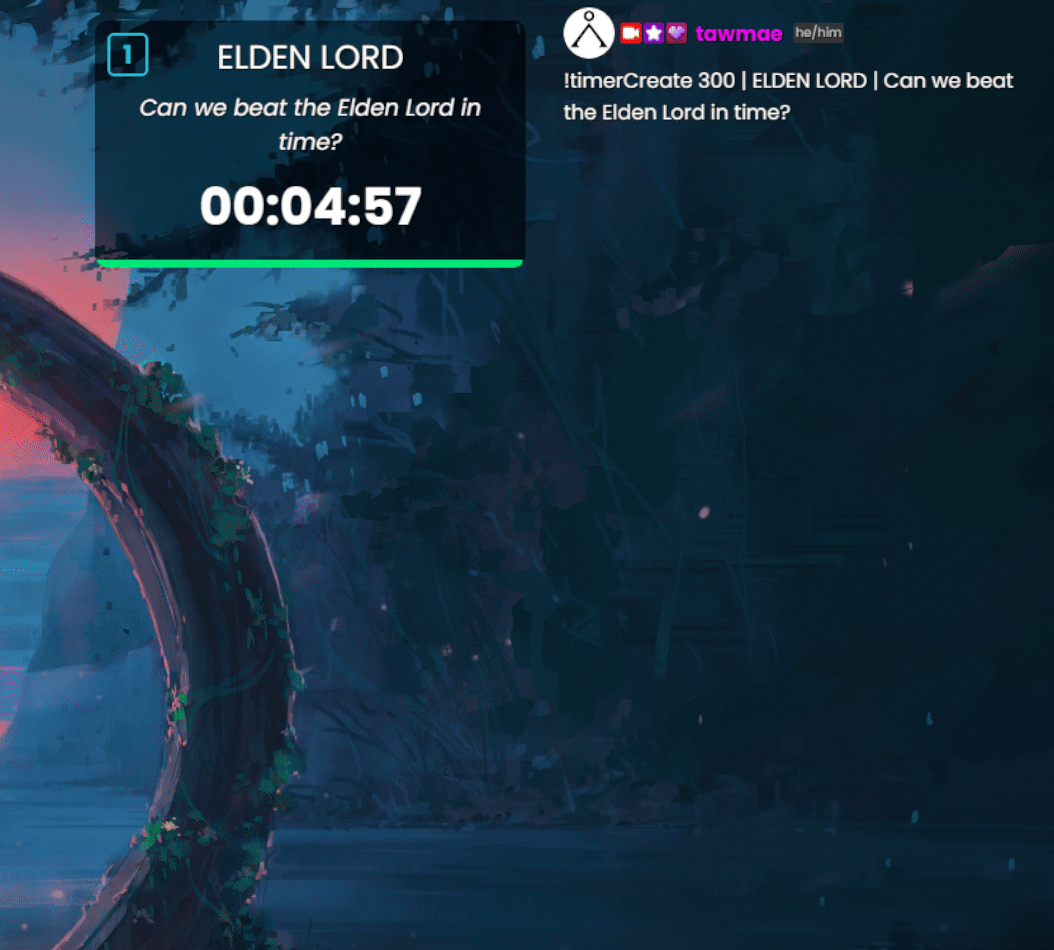 1
ELDEN LORD
Can we beat the Elden Lord in
time?
00:04:57
tawmae he/him
!timerCreate 300 | ELDEN LORD | Can we beat
the Elden Lord in time?